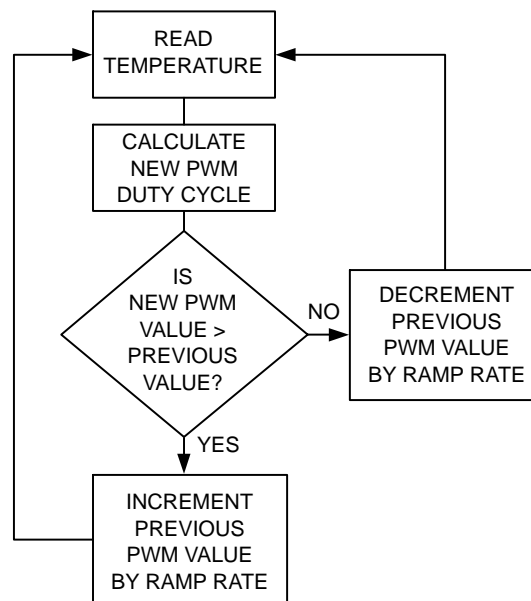 READ
TEMPERATURE
CALCULATE
NEW PWM
DUTY CYCLE
IS
NEW PWM
VALUE >
PREVIOUS
VALUE?
NO
DECREMENT
PREVIOUS
PWM VALUE
BY RAMP RATE
YES
INCREMENT
PREVIOUS
PWM VALUE
BY RAMP RATE